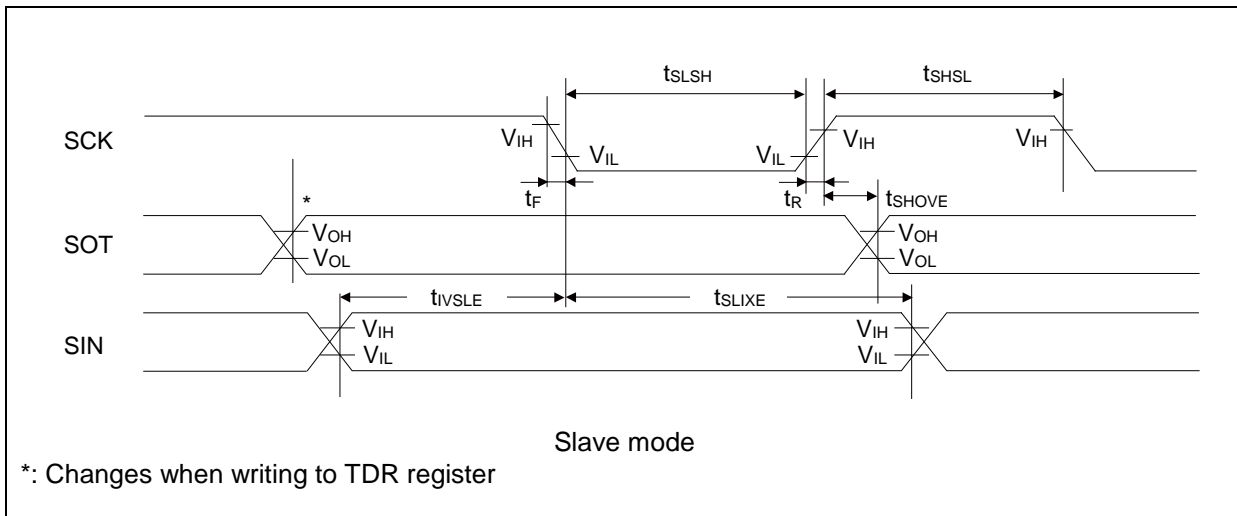 tSLSH tSHSL
SCK VIH VIL VIL VIH VIH
tF tR tSHOVE
*
SOT VOH VOL VOH VOL
tIVSLE tSLIXE
SIN VIH VIL VIH VIL
Slave mode
*: Changes when writing to TDR register